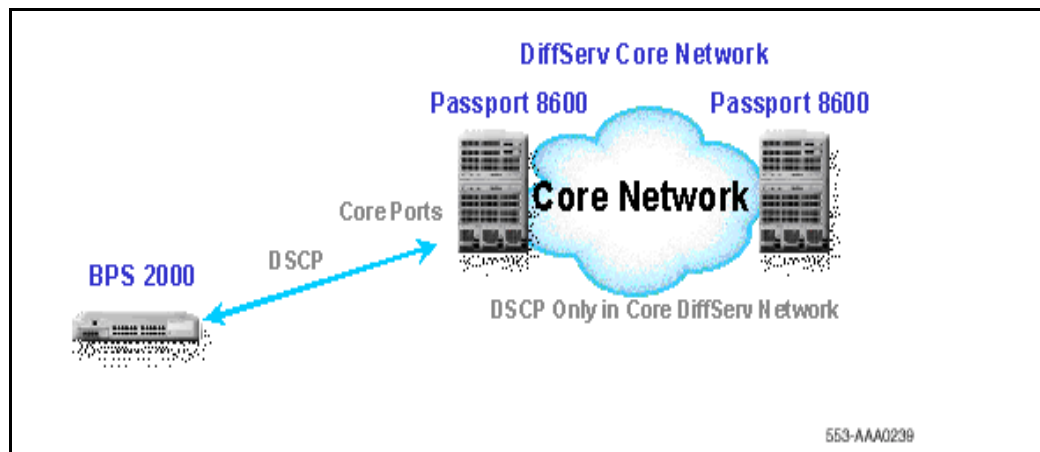 DiffServ Core Network
Passport 8600
Passport 8600
Core Network
Core Ports
DSCP
BPS 2000
DSCP Only in Core DiffServ Network
553-AAA0239